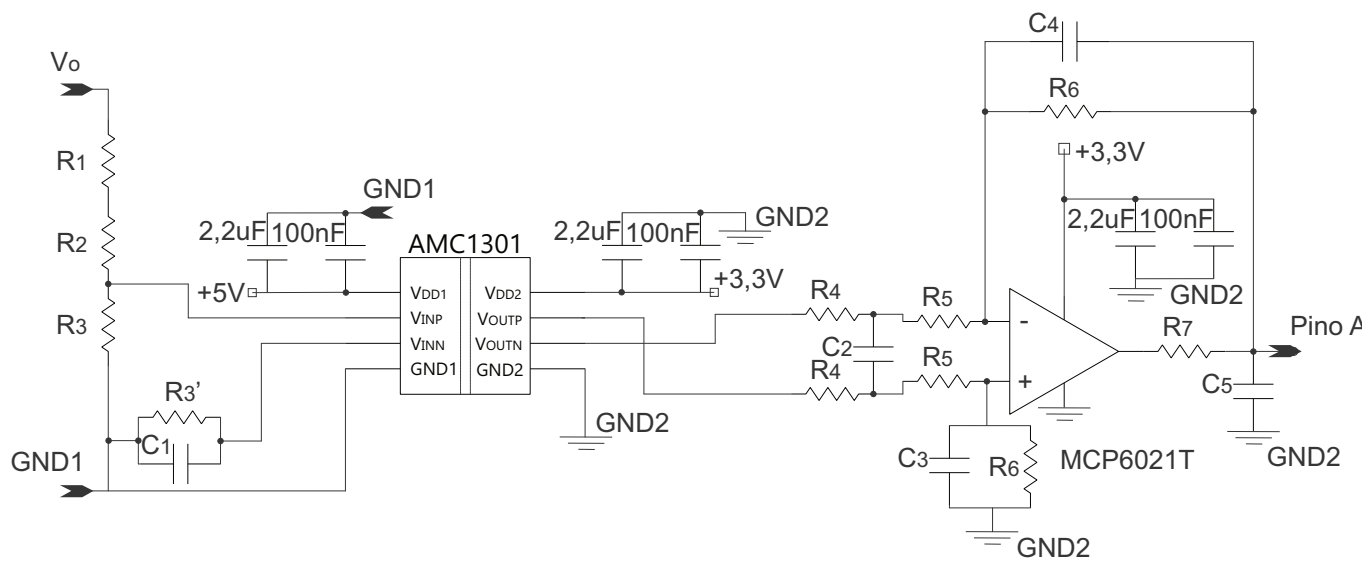 C4
Vo
R6
R1
+3,3V
GND1
GND2
2,2uF 100nF
2,2uF 100nF
2,2uF 100nF
R2
AMC1301
+5V
VDD1
VDD2
+3,3V
GND2
R3
VINP
VOUTP
R4
R5
-
R7
Pino A
VINN
VOUTN
C2
GND1
GND2
R4
R5
+
C5
R3’
C1
GND2
GND1
C3
R6
MCP6021T
GND2
GND2